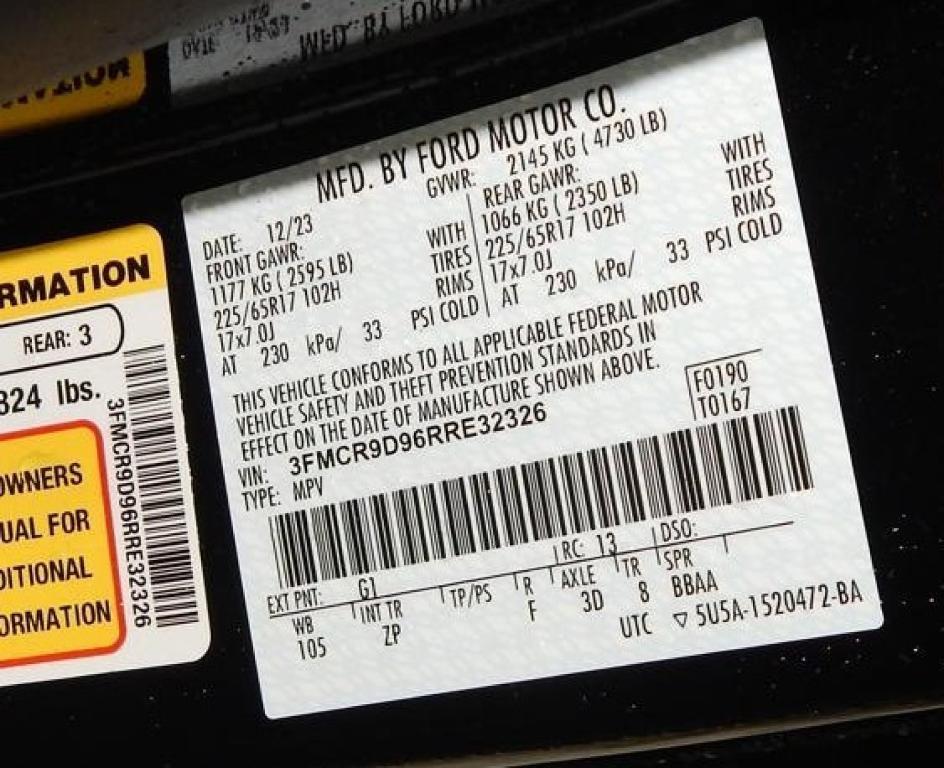 MFD. BY FORD MOTOR CO.
DATE: 12/23 GVWR: 2145 KG ( 4730 LB)
FRONT GAWR: WITH REAR GAWR: WITH
1177 KG ( 2595 LB) TIRES 1066 KG ( 2350 LB) TIRES
225/65R17 102H RIMS 225/65R17 102H RIMS
17x7.0J 17x7.0J
AT 230 kPa/ 33 PSI COLD AT 230 kPa/ 33 PSI COLD
THIS VEHICLE CONFORMS TO ALL APPLICABLE FEDERAL MOTOR
VEHICLE SAFETY AND THEFT PREVENTION STANDARDS IN
EFFECT ON THE DATE OF MANUFACTURE SHOWN ABOVE.
VIN: 3FMCR9D96RRE32326
TYPE: MPV
F0190
T0167
EXT PNT: G1 RC: 13 DSO:
WB INT TR TP/PS R AXLE TR SPR
105 ZP F 3D 8 BBAA
UTC ▽ 5U5A-1520472-BA
RMATION
REAR: 3
824 lbs.
3FMCR9D96RRE32326
OWNERS
UAL FOR
DITIONAL
ORMATION
DATE
MFD. BY FORD